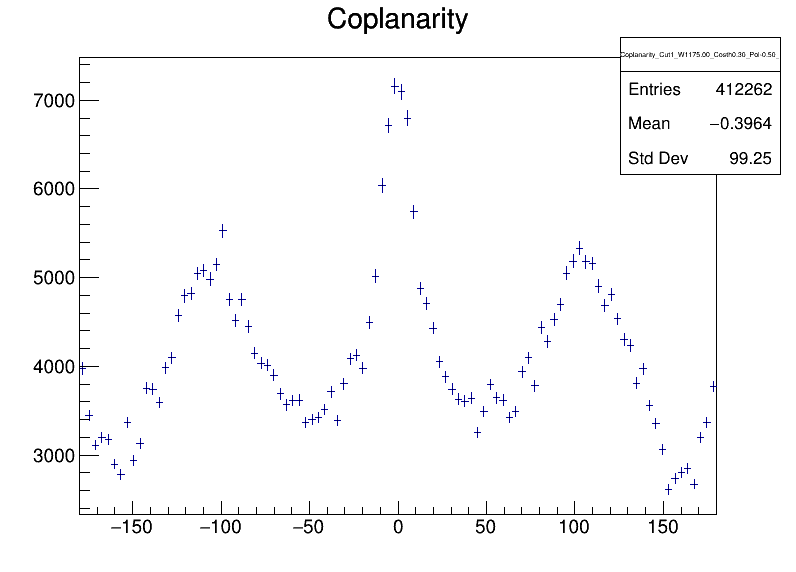 Coplanarity
Coplanarity_Cut1_W1175.00_Costh0.30_Pol-0.50_
Entries 412262
Mean −0.3964
Std Dev 99.25
7000
6000
5000
4000
3000
−150 −100 −50 0 50 100 150